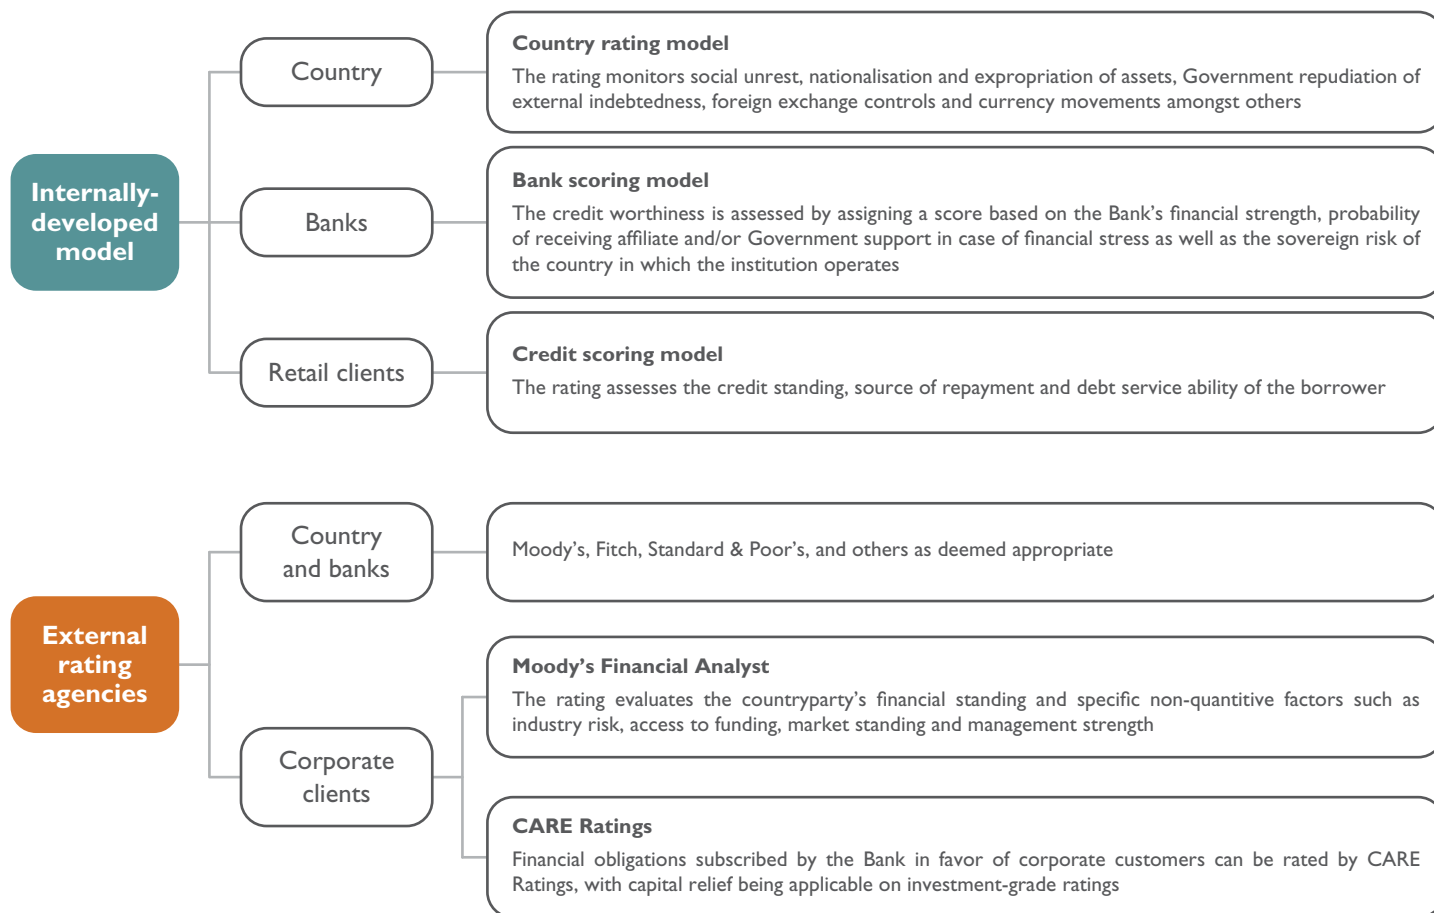 Internally-
developed
model
Country
Country rating model
The rating monitors social unrest, nationalisation and expropriation of assets, Government repudiation of
external indebtedness, foreign exchange controls and currency movements amongst others
Banks
Bank scoring model
The credit worthiness is assessed by assigning a score based on the Bank’s financial strength, probability
of receiving affiliate and/or Government support in case of financial stress as well as the sovereign risk of
the country in which the institution operates
Retail clients
Credit scoring model
The rating assesses the credit standing, source of repayment and debt service ability of the borrower
External
rating
agencies
Country
and banks
Moody’s, Fitch, Standard & Poor’s, and others as deemed appropriate
Corporate
clients
Moody’s Financial Analyst
The rating evaluates the countryparty’s financial standing and specific non-quantitive factors such as
industry risk, access to funding, market standing and management strength
CARE Ratings
Financial obligations subscribed by the Bank in favor of corporate customers can be rated by CARE
Ratings, with capital relief being applicable on investment-grade ratings